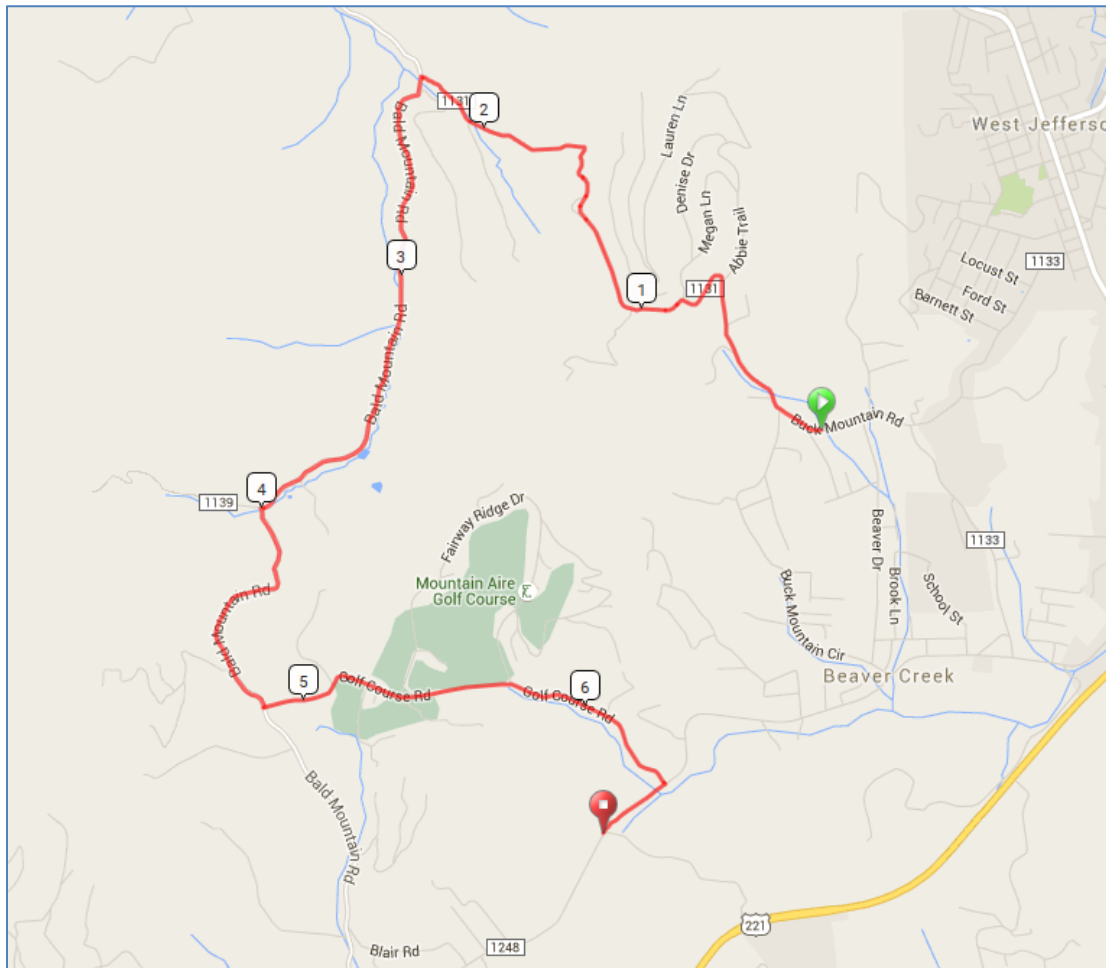 1131
2
Bald Mountain Rd
West Jefferso
Lauren Ln
Denise Dr
Megan Ln
Abbie Trail
3
1
1131
Locust St
1133
Ford St
Barnett St
Bald Mountain Rd
Buck Mountain Rd
4
1139
Fairway Ridge Dr
1133
Beaver Dr
Brook Ln
School St
Mountain Aire
Golf Course
Buck Mountain Cir
Bald Mountain Rd
Beaver Creek
5
Golf Course Rd
6
Golf Course Rd
Bald Mountain Rd
221
Blair Rd
1248